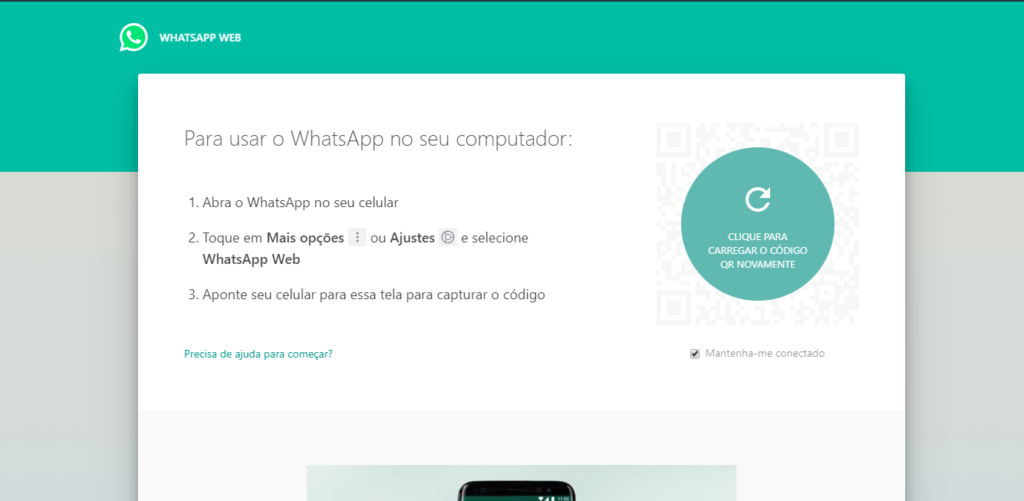 WHATSAPP WEB
Para usar o WhatsApp no seu computador:
1. Abra o WhatsApp no seu celular
2. Toque em Mais opções ou Ajustes e selecione
WhatsApp Web
3. Aponte seu celular para essa tela para capturar o código
CLIQUE PARA
CARREGAR O CÓDIGO
QR NOVAMENTE
Precisa de ajuda para começar?
Mantenha-me conectado